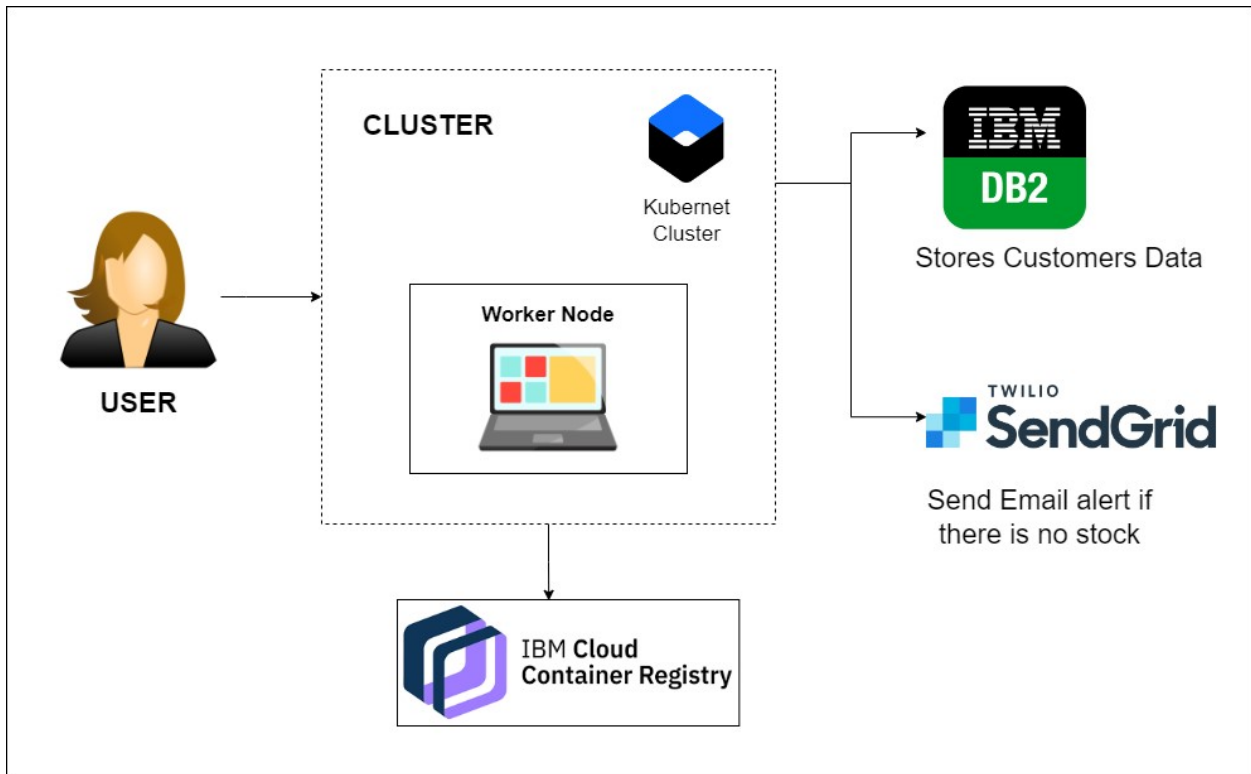 CLUSTER
Kubernet
Cluster
Worker Node
USER
IBM
DB2
Stores Customers Data
TWILIO
SendGrid
Send Email alert if
there is no stock
IBM Cloud
Container Registry